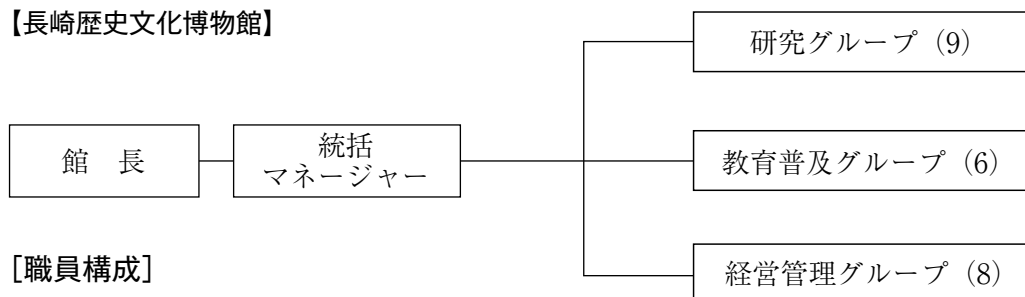 【長崎歴史文化博物館】
研究グループ（9）
館　長
統括
マネージャー
教育普及グループ（6）
経営管理グループ（8）
［職員構成］